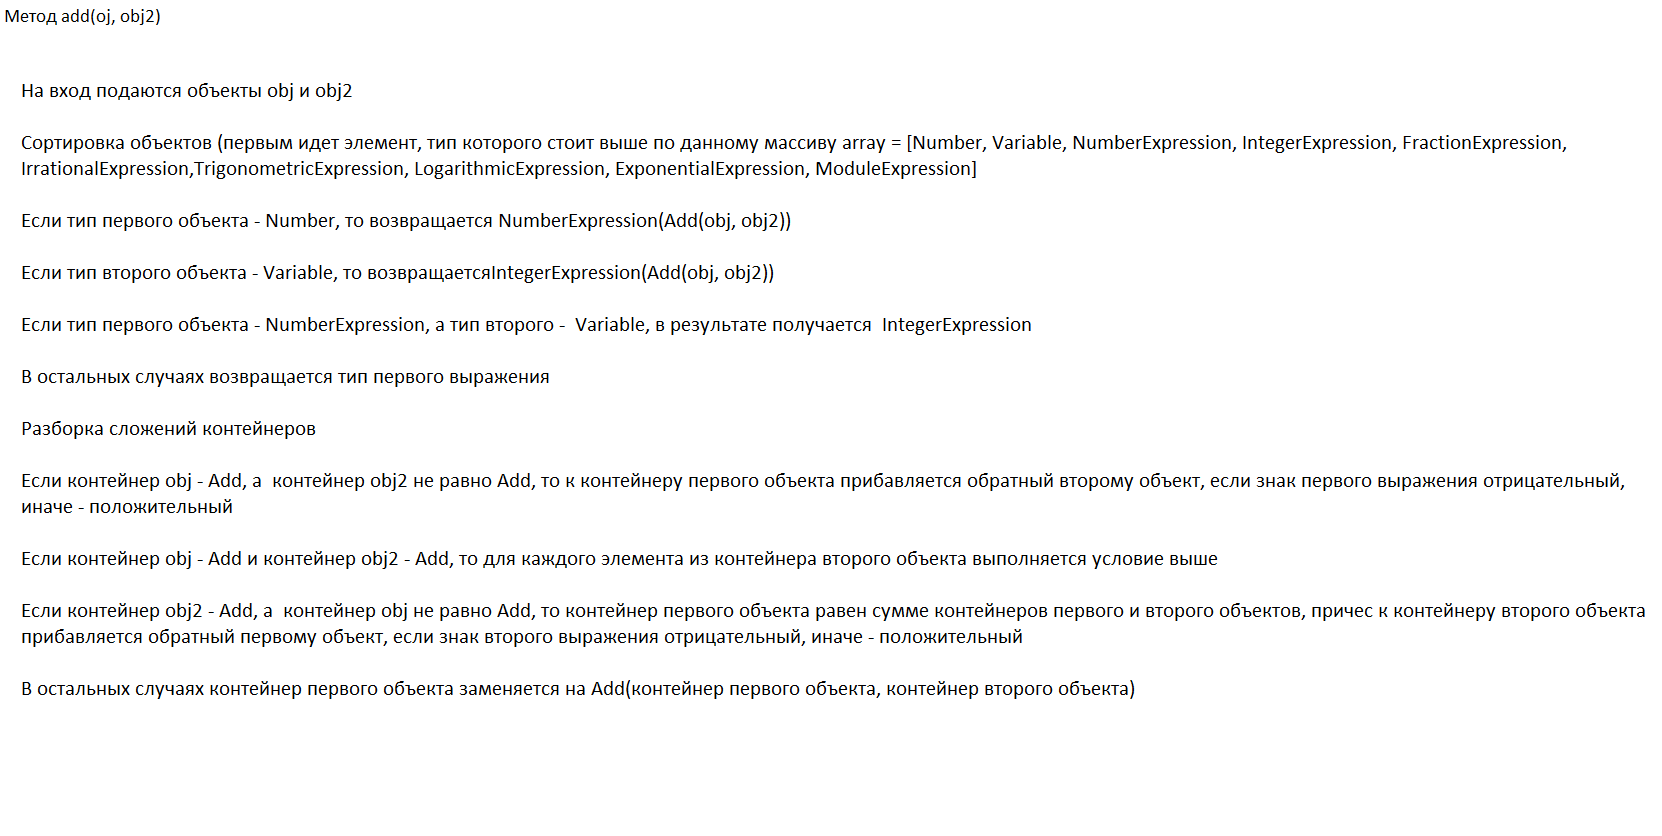 Метод add(oj, obj2)
На вход подаются объекты obj и obj2
Сортировка объектов (первым идет элемент, тип которого стоит выше по данному массиву array = [Number, Variable, NumberExpression, IntegerExpression, FractionExpression,
IrrationalExpression,TrigonometricExpression, LogarithmicExpression, ExponentialExpression, ModuleExpression]
Если тип первого объекта - Number, то возвращается NumberExpression(Add(obj, obj2))
Если тип второго объекта - Variable, то возвращаетсяIntegerExpression(Add(obj, obj2))
Если тип первого объекта - NumberExpression, а тип второго -  Variable, в результате получается  IntegerExpression
В остальных случаях возвращается тип первого выражения
Разборка сложений контейнеров
Если контейнер obj - Add, а  контейнер obj2 не равно Add, то к контейнеру первого объекта прибавляется обратный второму объект, если знак первого выражения отрицательный,
иначе - положительный
Если контейнер obj - Add и контейнер obj2 - Add, то для каждого элемента из контейнера второго объекта выполняется условие выше
Если контейнер obj2 - Add, а  контейнер obj не равно Add, то контейнер первого объекта равен сумме контейнеров первого и второго объектов, причес к контейнеру второго объекта
прибавляется обратный первому объект, если знак второго выражения отрицательный, иначе - положительный
В остальных случаях контейнер первого объекта заменяется на Add(контейнер первого объекта, контейнер второго объекта)